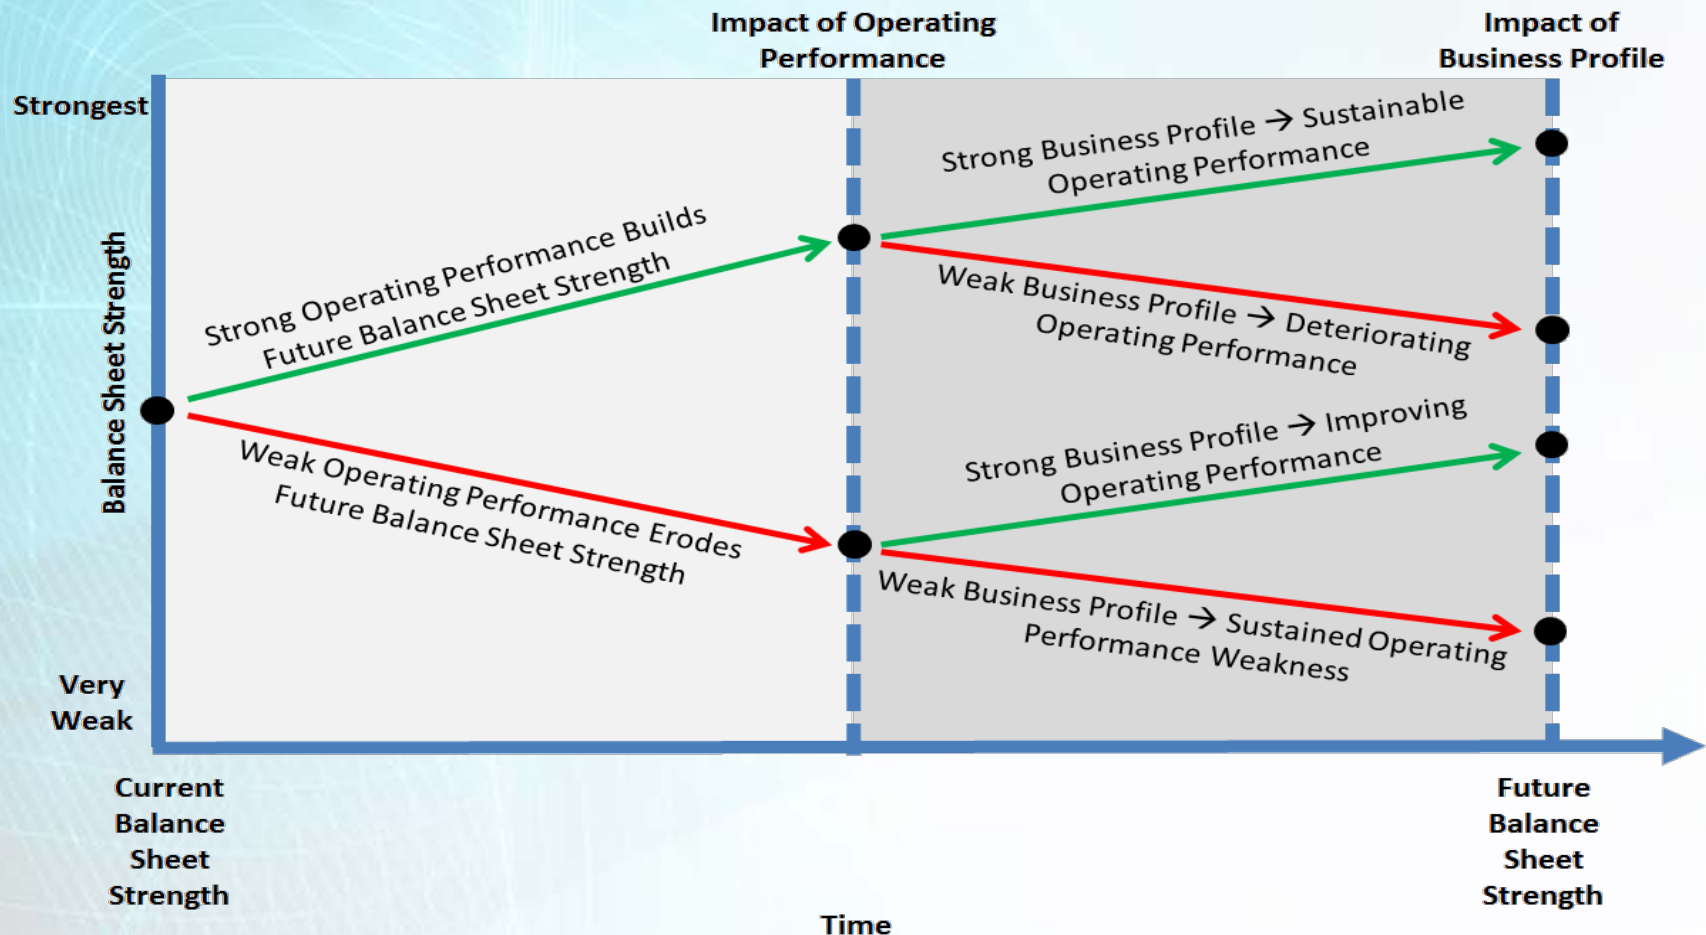 Impact of Operating
Performance
Impact of
Business Profile
Strongest
Balance Sheet Strength
Very
Weak
Strong Operating Performance Builds
Future Balance Sheet Strength
Weak Operating Performance Erodes
Future Balance Sheet Strength
Strong Business Profile → Sustainable
Operating Performance
Weak Business Profile → Deteriorating
Operating Performance
Strong Business Profile → Improving
Operating Performance
Weak Business Profile → Sustained Operating
Performance Weakness
Current
Balance
Sheet
Strength
Future
Balance
Sheet
Strength
Time